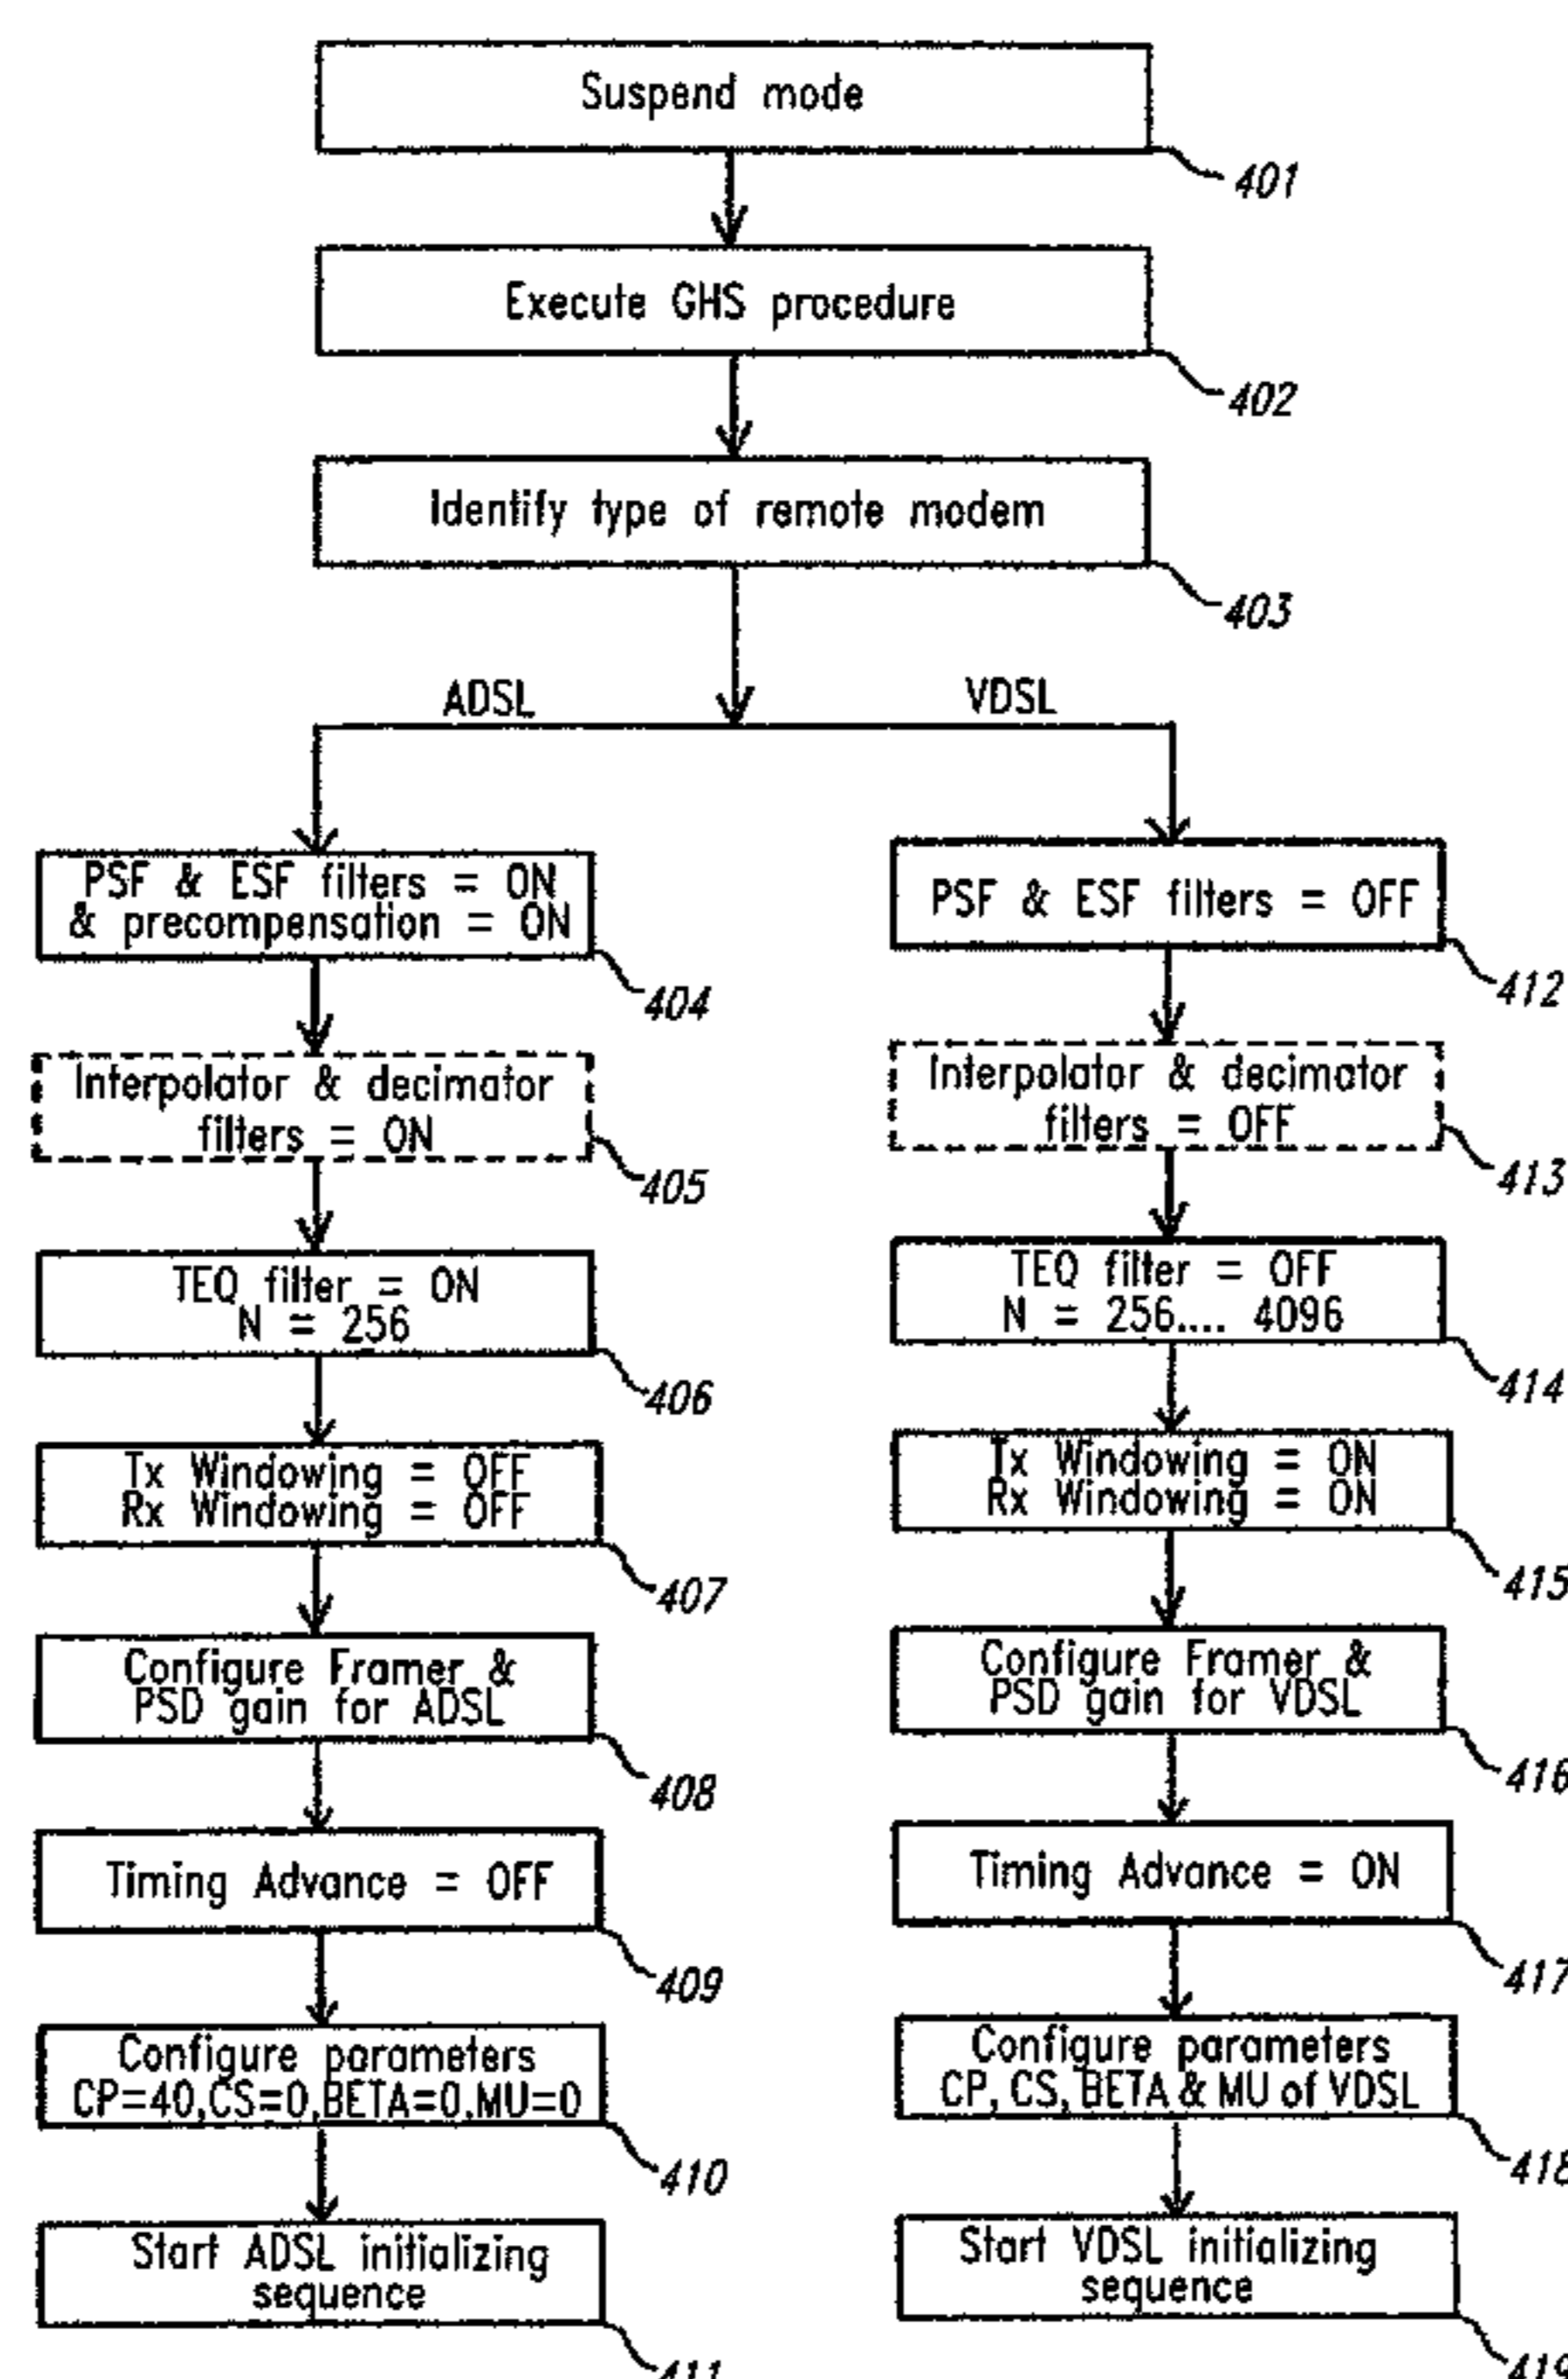 Suspend mode
401
Execute GHS procedure
402
Identify type of remote modem
403
ADSL
VDSL
PSF & ESF filters = ON
& precompensation = ON
404
Interpolator & decimator
filters = ON
405
TEQ filter = ON
N = 256
406
Tx Windowing = OFF
Rx Windowing = OFF
407
Configure Framer &
PSD gain for ADSL
408
Timing Advance = OFF
409
Configure parameters
CP=40,CS=0,BETA=0,MU=0
410
Start ADSL initializing
sequence
411
PSF & ESF filters = OFF
412
Interpolator & decimator
filters = OFF
413
TEQ filter = OFF
N = 256.... 4096
414
Tx Windowing = ON
Rx Windowing = ON
415
Configure Framer &
PSD gain for VDSL
416
Timing Advance = ON
417
Configure parameters
CP, CS, BETA & MU of VDSL
418
Start VDSL initializing
sequence
419